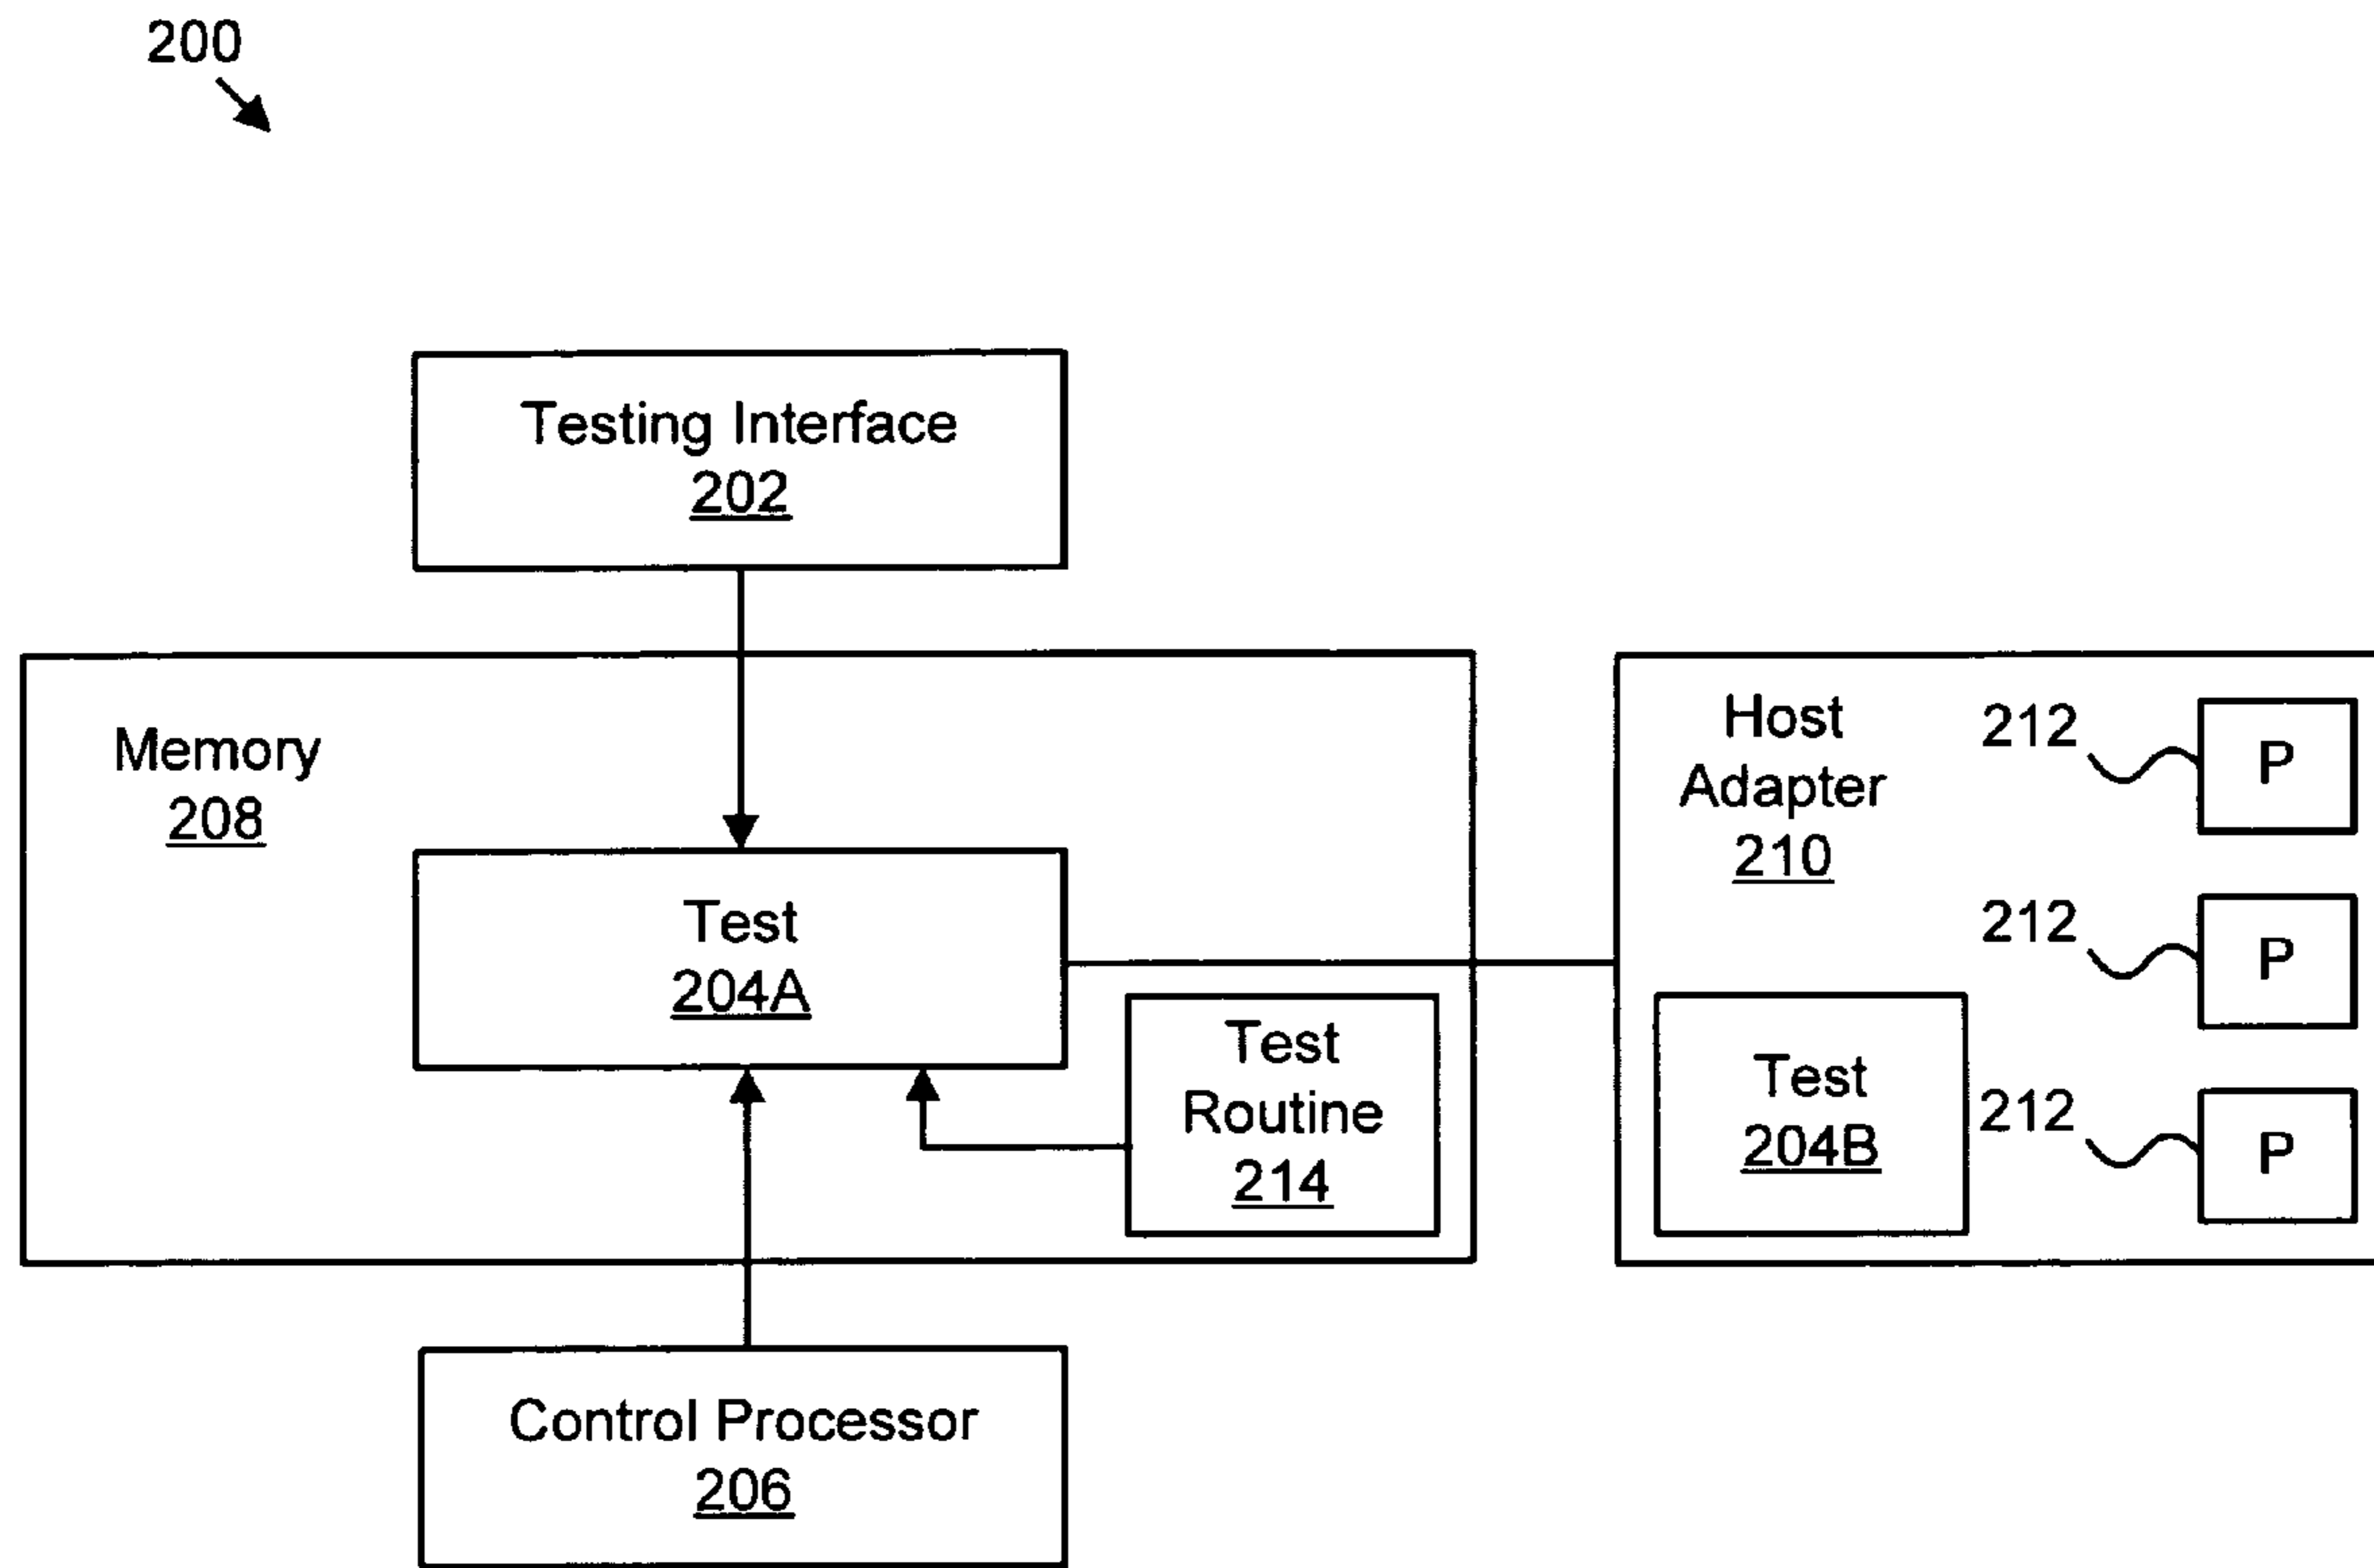 200
Testing Interface
202
Memory
208
Test
204A
Test
Routine
214
Control Processor
206
Host
Adapter
210
212
P
212
P
Test
204B
212
P